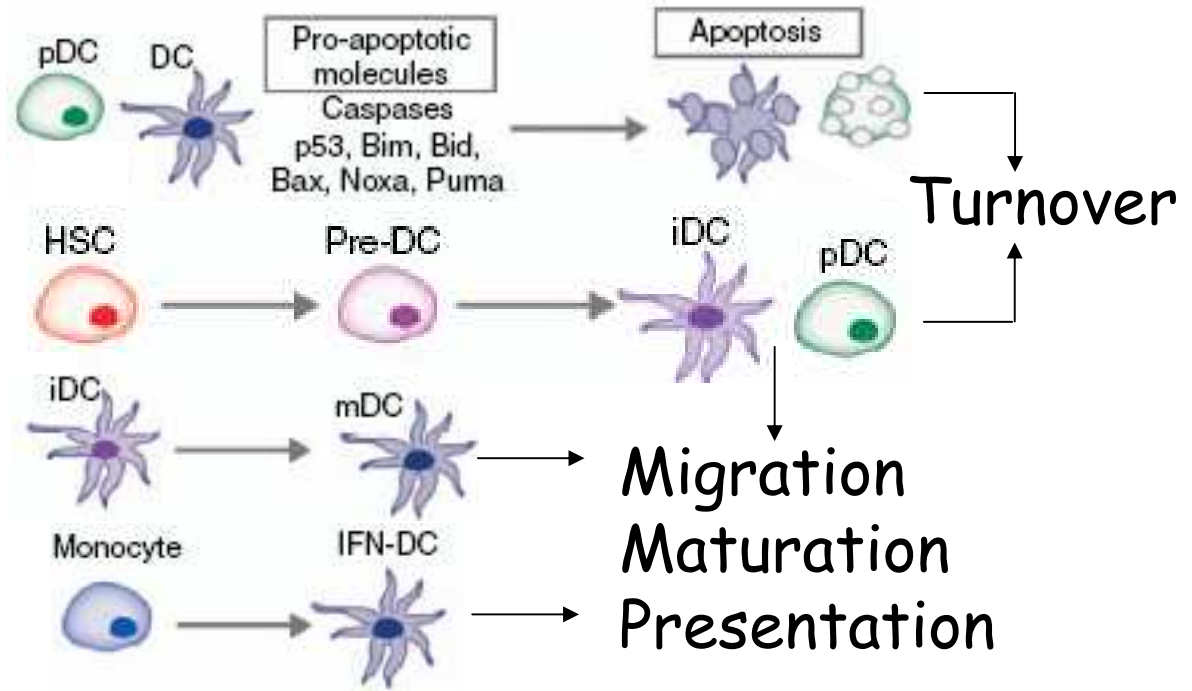 pDC
DC
Pro-apoptotic
molecules
Caspases
p53, Bim, Bid,
Bax, Noxa, Puma
Apoptosis
Turnover
HSC
Pre-DC
iDC
pDC
iDC
mDC
Migration
Maturation
Presentation
Monocyte
IFN-DC